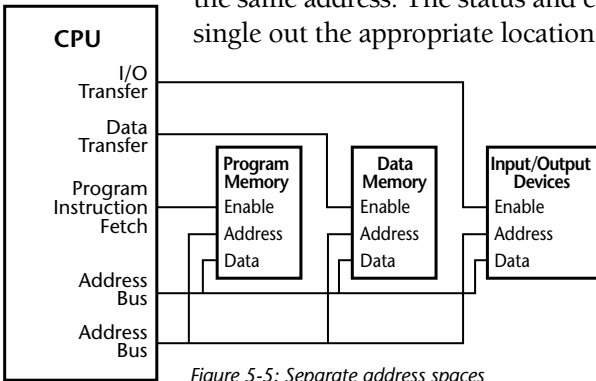 the same address. The status and c
single out the appropriate location
CPU
I/O
Transfer
Data
Transfer
Program
Instruction
Fetch
Address
Bus
Address
Bus
Program
Memory
Enable
Address
Data
Data
Memory
Enable
Address
Data
Input/Output
Devices
Enable
Address
Data
Figure 5-5: Separate address spaces